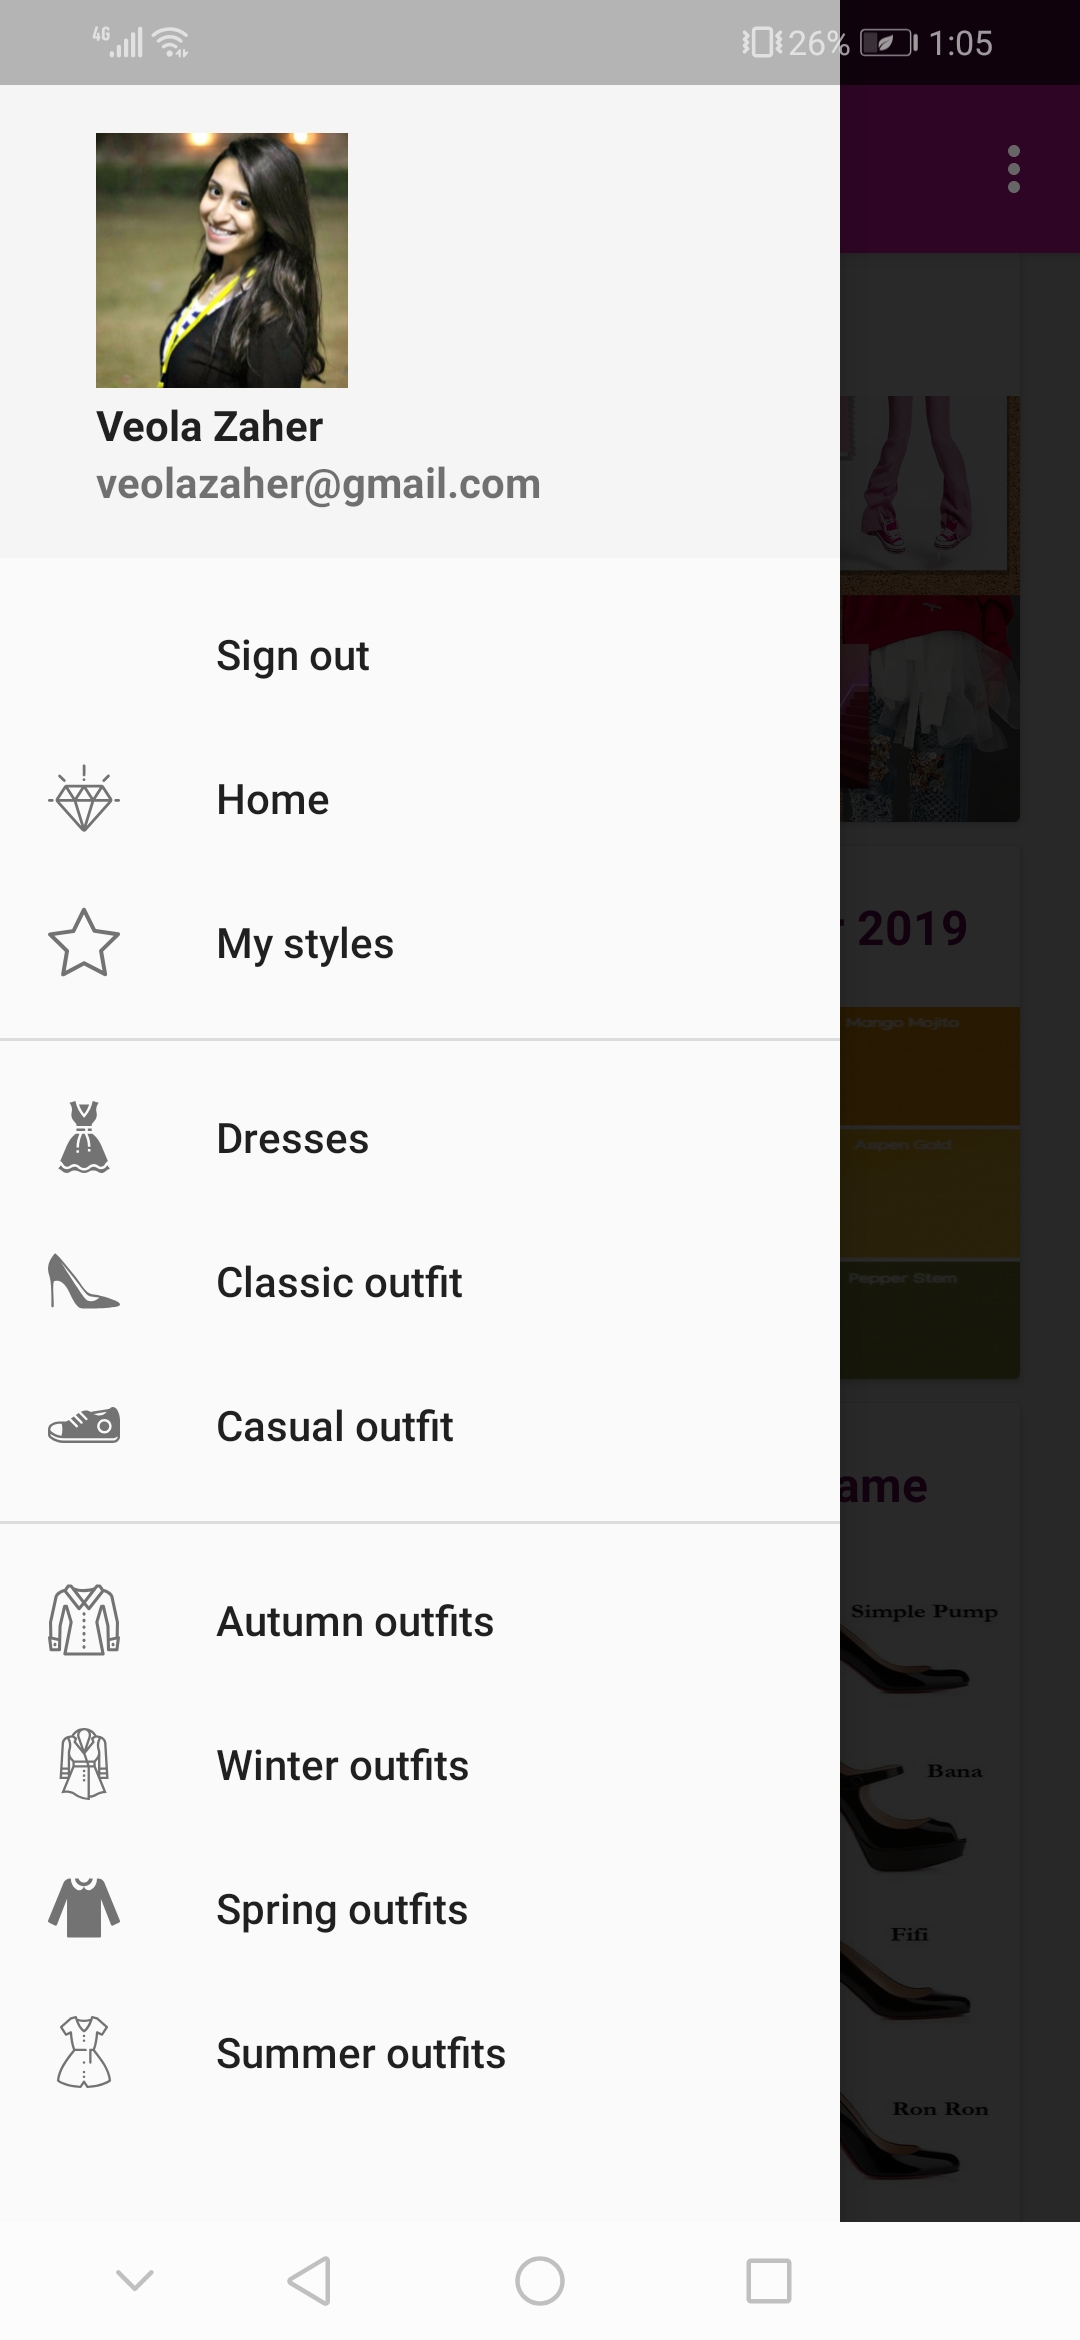 4G 26% 1:05
Veola Zaher
veolazaher@gmail.com
Sign out
Home
My styles
Dresses
Classic outfit
Casual outfit
Autumn outfits
Winter outfits
Spring outfits
Summer outfits
2019
Mango Mojito
Aspen Gold
Pepper Stem
ame
Simple Pump
Bana
Fifi
Ron Ron